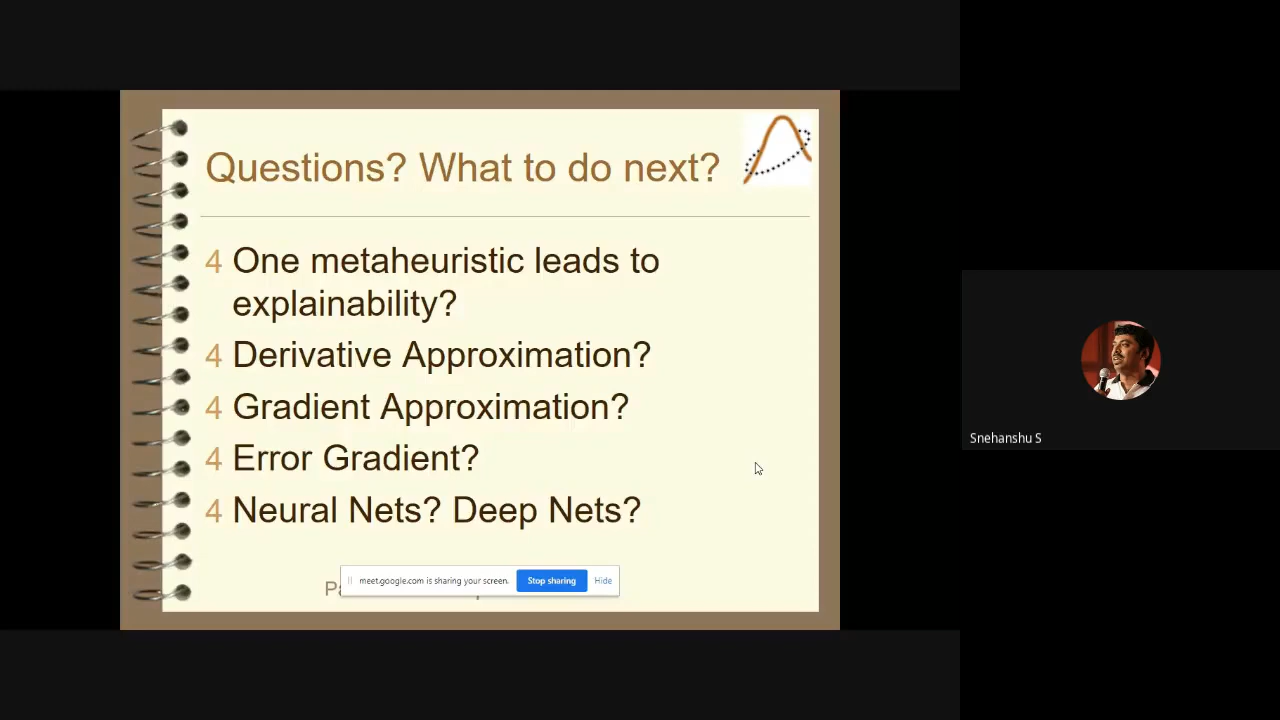 Questions? What to do next?
4 One metaheuristic leads to
explainability?
4 Derivative Approximation?
4 Gradient Approximation?
4 Error Gradient?
4 Neural Nets? Deep Nets?
meet.google.com is sharing your screen. Stop sharing Hide
Snehanshu S